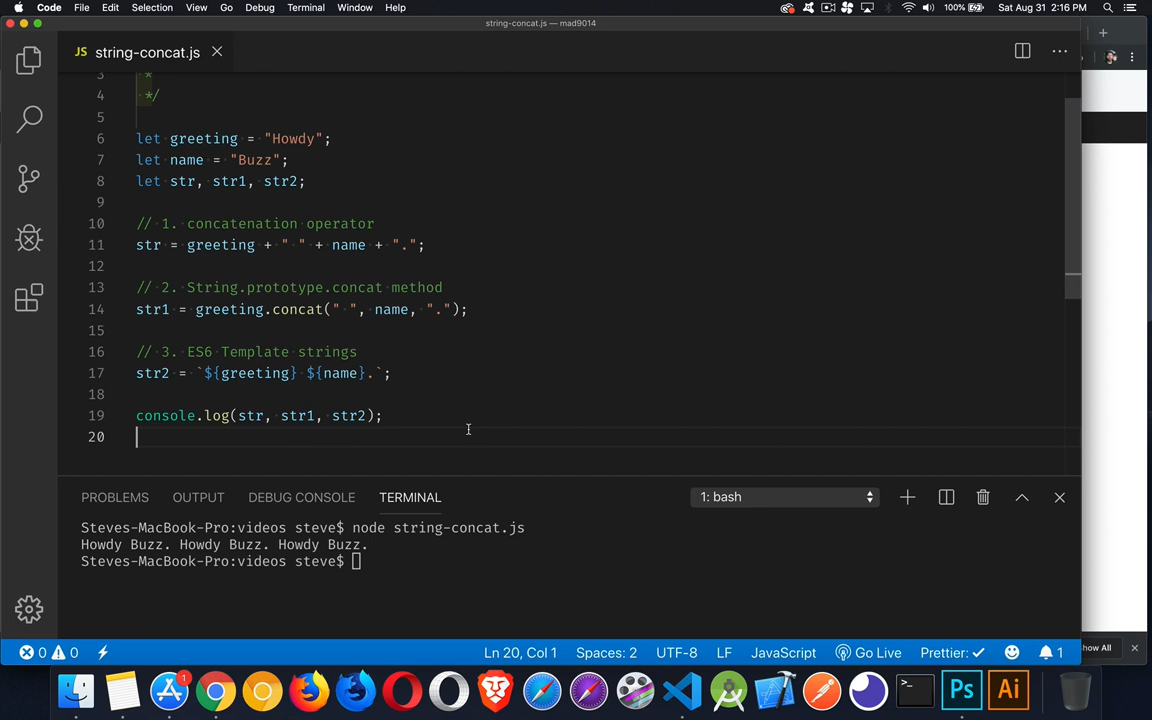 Code File Edit Selection View Go Debug Terminal Window Help 100% Sat Aug 31 2:16 PM
string-concat.js — mad9014
JS string-concat.js
3 *
4 */
5
6 let greeting = "Howdy";
7 let name = "Buzz";
8 let str, str1, str2;
9
10 // 1. concatenation operator
11 str = greeting + " " + name + ".";
12
13 // 2. String.prototype.concat method
14 str1 = greeting.concat(" ", name, ".");
15
16 // 3. ES6 Template strings
17 str2 = `${greeting} ${name}.`;
18
19 console.log(str, str1, str2);
20
PROBLEMS OUTPUT DEBUG CONSOLE TERMINAL 1: bash
Steves-MacBook-Pro:videos steve$ node string-concat.js
Howdy Buzz. Howdy Buzz. Howdy Buzz.
Steves-MacBook-Pro:videos steve$
0 0 Ln 20, Col 1 Spaces: 2 UTF-8 LF JavaScript Go Live Prettier: 1
how All
1
Ps Ai